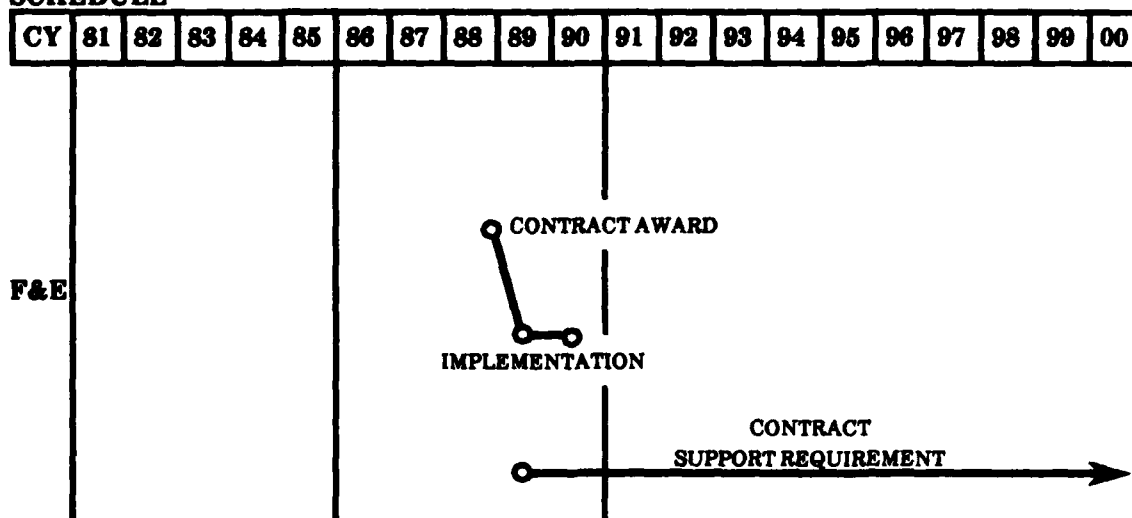 SCHEDULE
CY 81 82 83 84 85 86 87 88 89 90 91 92 93 94 95 96 97 98 99 00
CONTRACT AWARD
F&E
IMPLEMENTATION
CONTRACT
SUPPORT REQUIREMENT